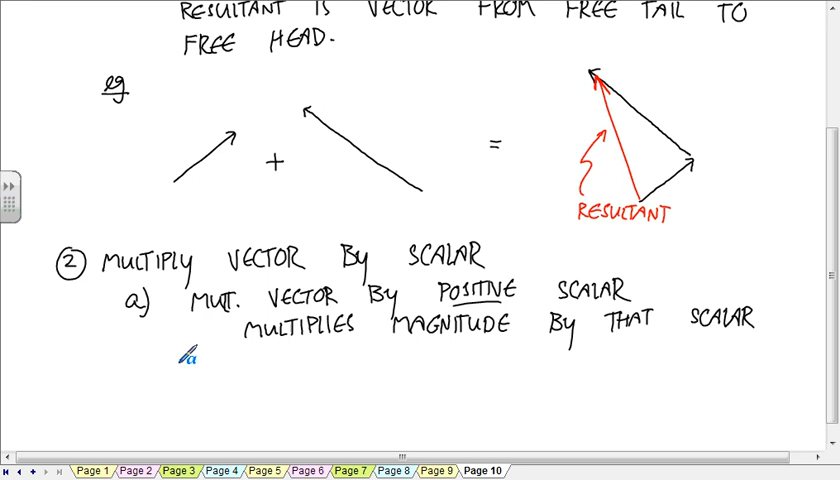 RESULTANT IS VECTOR FROM FREE TAIL TO
FREE HEAD.
eg
+ =
RESULTANT
2 MULTIPLY VECTOR By SCALAR
a) MUT. VECTOR By POSITIVE SCALAR
MULTIPLIES MAGNITUDE By THAT SCALAR
a
Page 1 Page 2 Page 3 Page 4 Page 5 Page 6 Page 7 Page 8 Page 9 Page 10